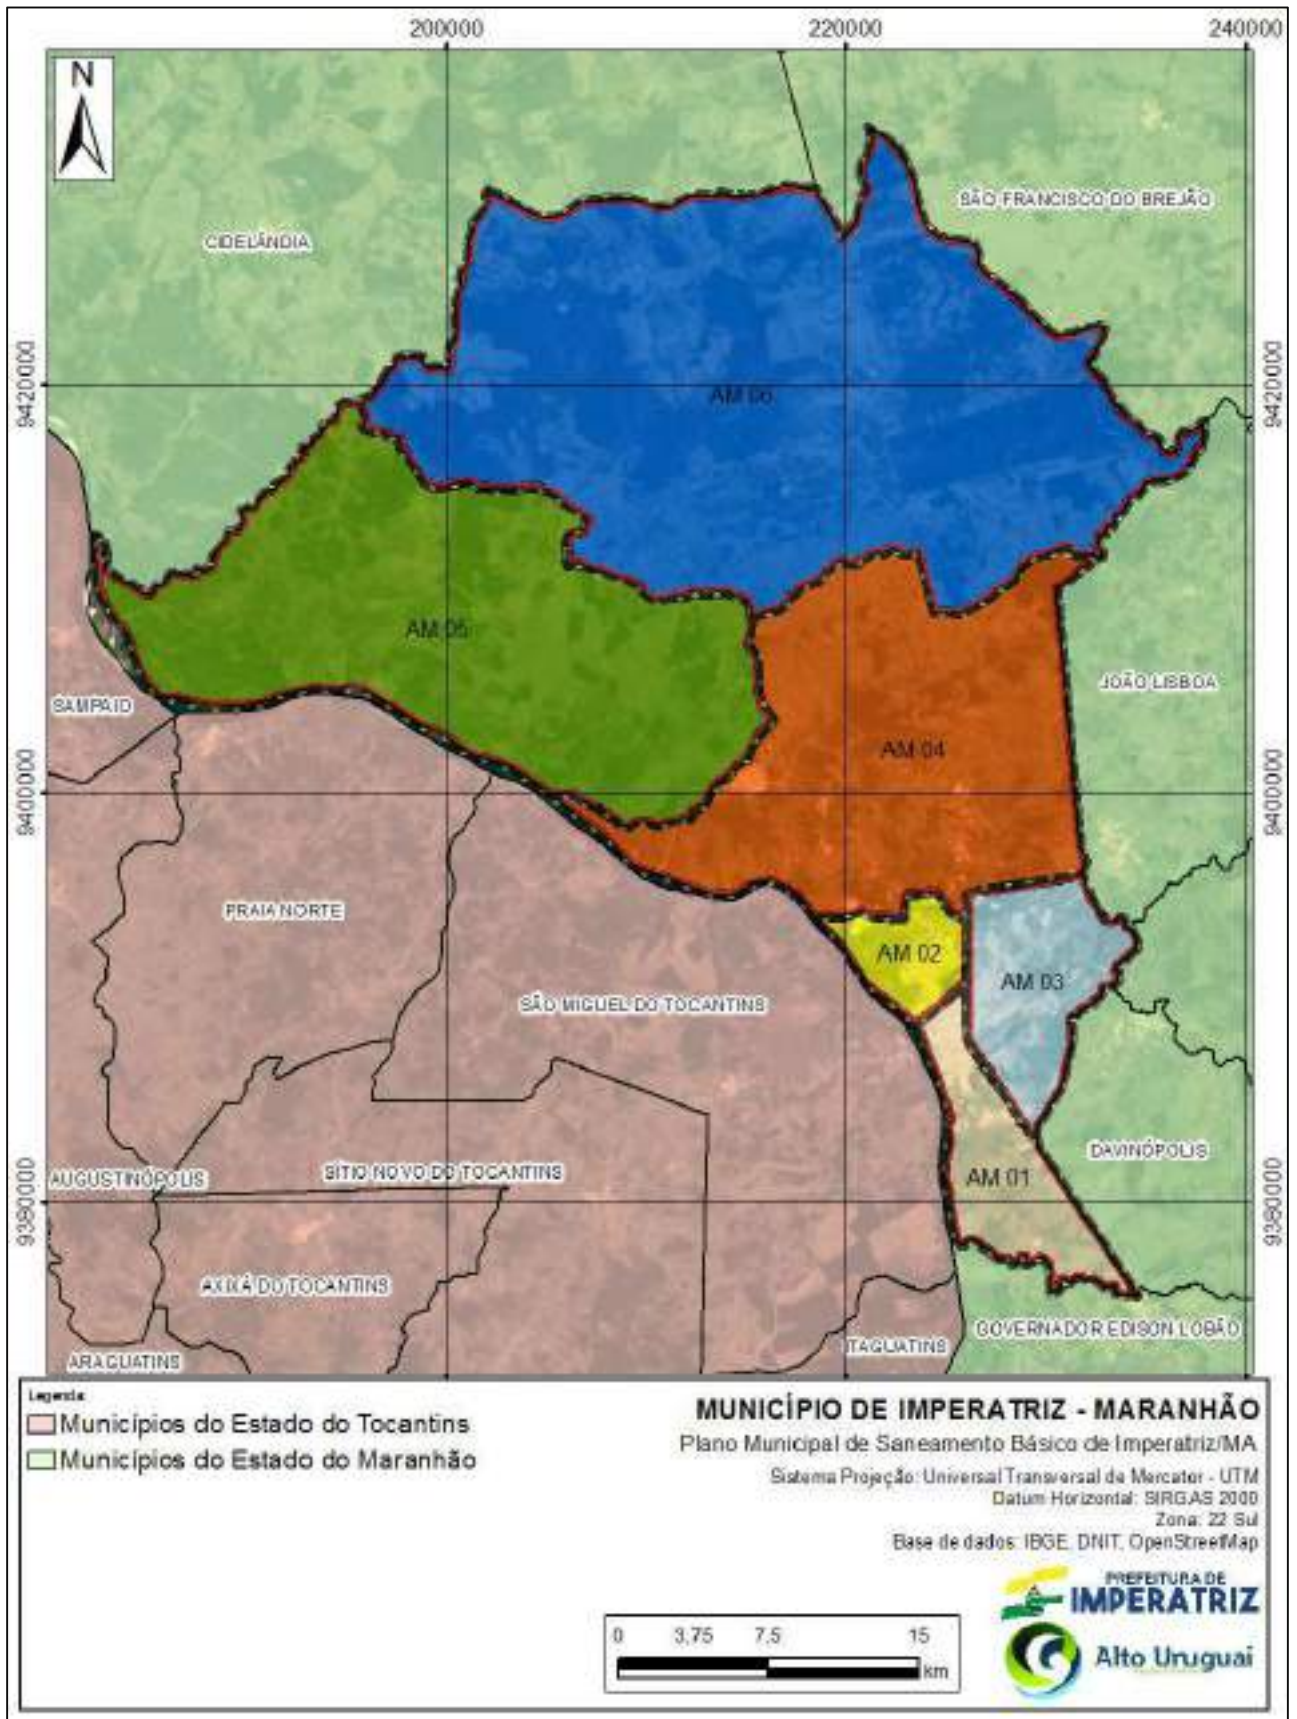 200000 220000 240000
N
SÃO FRANCISCO DO BREJÃO
CIDELÂNDIA
9420000 9420000
AM 06
AM 05
SAMPAIO
JOÃO LISBOA
AM 04
9400000 9400000
PRAIA NORTE
AM 02
AM 03
SÃO MIGUEL DO TOCANTINS
DAVINÓPOLIS
AUGUSTINÓPOLIS
SÍTIO NOVO DO TOCANTINS
AM 01
9380000 9380000
AXIXÁ DO TOCANTINS
GOVERNADOR EDISON LOBÃO
ITAGUATINS
ARAGUATINS
Legenda
Municípios do Estado do Tocantins
Municípios do Estado do Maranhão
MUNICÍPIO DE IMPERATRIZ - MARANHÃO
Plano Municipal de Saneamento Básico de Imperatriz/MA
Sistema Projeção: Universal Transversal de Mercator - UTM
Datum Horizontal: SIRGAS 2000
Zona: 22 Sul
Base de dados: IBGE, DNIT, OpenStreetMap
PREFEITURA DE
IMPERATRIZ
Alto Uruguai
0 3,75 7,5 15
km